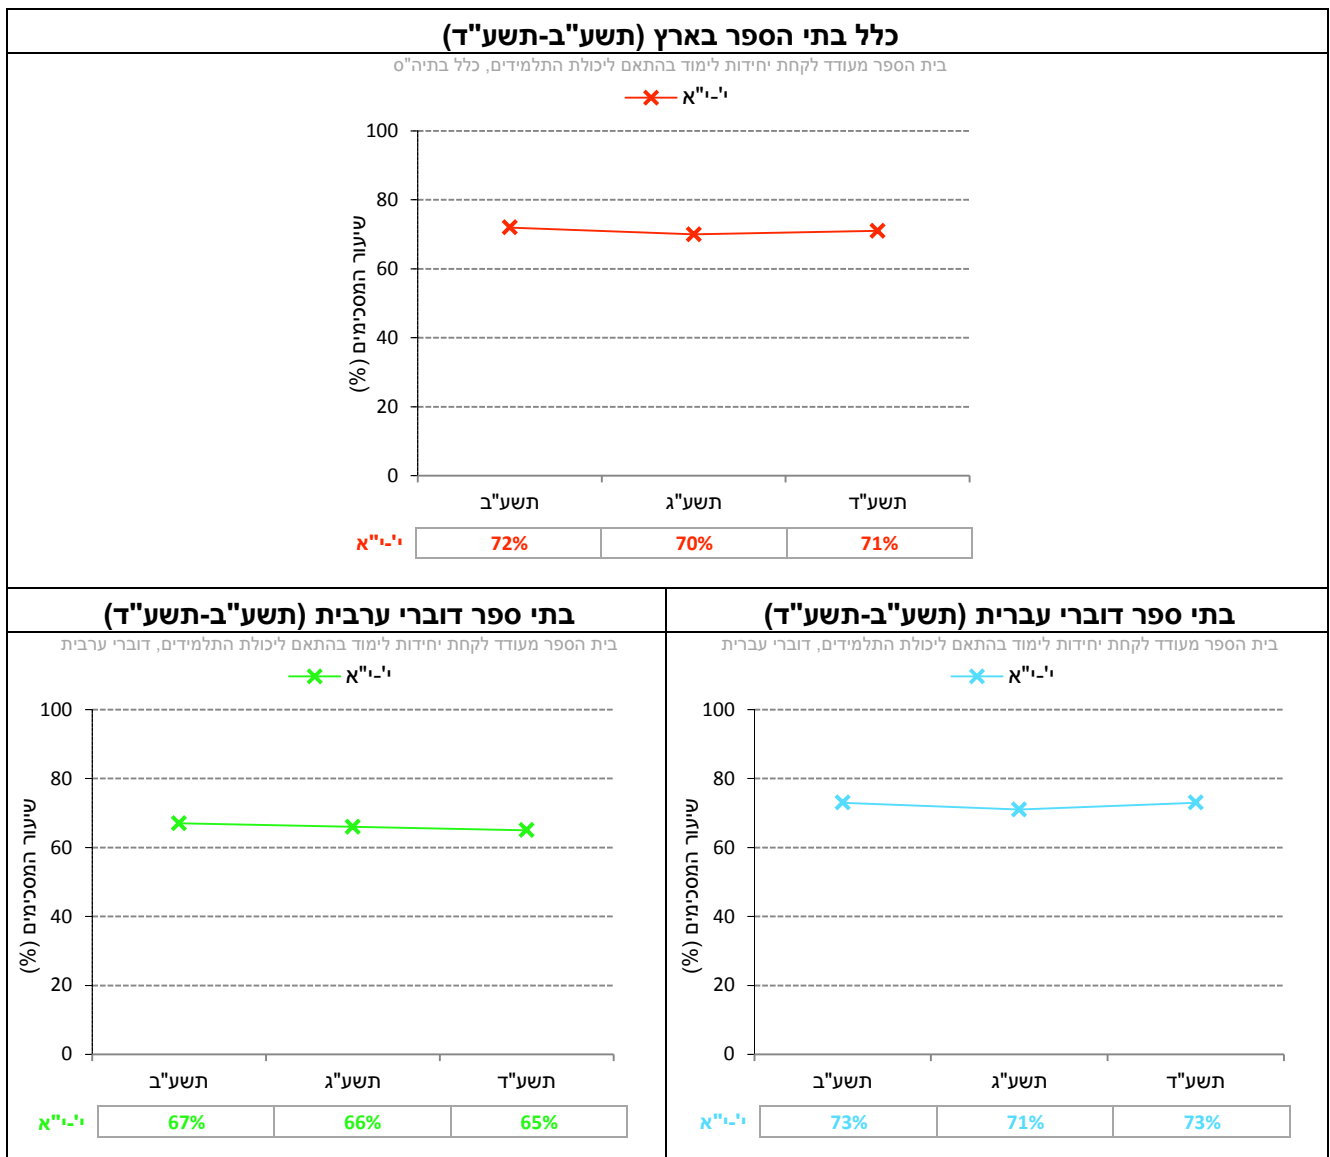 כלל בתי הספר בארץ (תשע"ב-תשע"ד)
בית הספר מעודד לקחת יחידות לימוד בהתאם ליכולת התלמידים, כלל בתיה"ס
י'-י"א
שיעור המסכימים (%)
100
80
60
40
20
0
תשע"ב תשע"ג תשע"ד
י'-י"א 72% 70% 71%
בתי ספר דוברי עברית (תשע"ב-תשע"ד)
בית הספר מעודד לקחת יחידות לימוד בהתאם ליכולת התלמידים, דוברי עברית
י'-י"א
שיעור המסכימים (%)
100
80
60
40
20
0
תשע"ב תשע"ג תשע"ד
י'-י"א 73% 71% 73%
בתי ספר דוברי ערבית (תשע"ב-תשע"ד)
בית הספר מעודד לקחת יחידות לימוד בהתאם ליכולת התלמידים, דוברי ערבית
י'-י"א
שיעור המסכימים (%)
100
80
60
40
20
0
תשע"ב תשע"ג תשע"ד
י'-י"א 67% 66% 65%